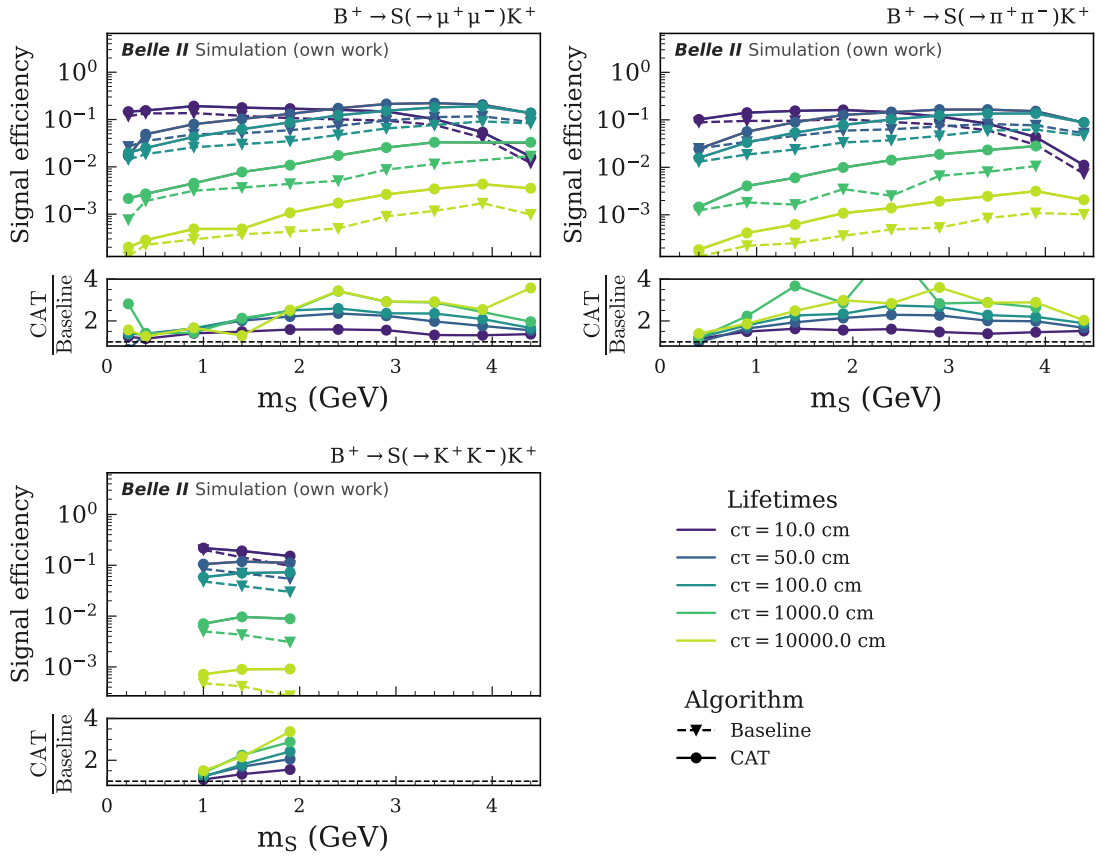 B⁺ → S(→ μ⁺ μ⁻)K⁺
Belle II Simulation (own work)
Signal efficiency
10⁰
10⁻¹
10⁻²
10⁻³
CAT
Baseline
4
2
0
1
2
3
4
m_S (GeV)
B⁺ → S(→ π⁺ π⁻)K⁺
Belle II Simulation (own work)
Signal efficiency
10⁰
10⁻¹
10⁻²
10⁻³
CAT
Baseline
4
2
0
1
2
3
4
m_S (GeV)
B⁺ → S(→ K⁺ K⁻)K⁺
Belle II Simulation (own work)
Signal efficiency
10⁰
10⁻¹
10⁻²
10⁻³
CAT
Baseline
4
2
0
1
2
3
4
m_S (GeV)
Lifetimes
cτ = 10.0 cm
cτ = 50.0 cm
cτ = 100.0 cm
cτ = 1000.0 cm
cτ = 10000.0 cm
Algorithm
Baseline
CAT